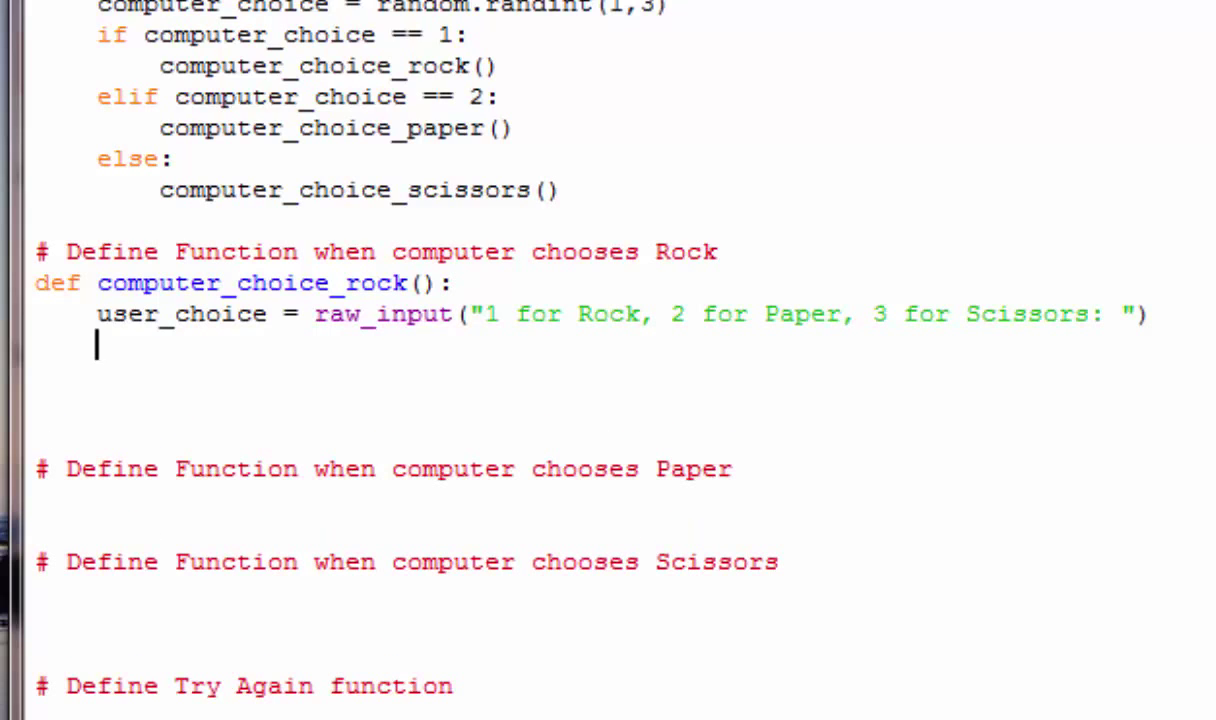 computer_choice = random.randint(1,3)
if computer_choice == 1:
computer_choice_rock()
elif computer_choice == 2:
computer_choice_paper()
else:
computer_choice_scissors()
# Define Function when computer chooses Rock
def computer_choice_rock():
user_choice = raw_input("1 for Rock, 2 for Paper, 3 for Scissors: ")
# Define Function when computer chooses Paper
# Define Function when computer chooses Scissors
# Define Try Again function